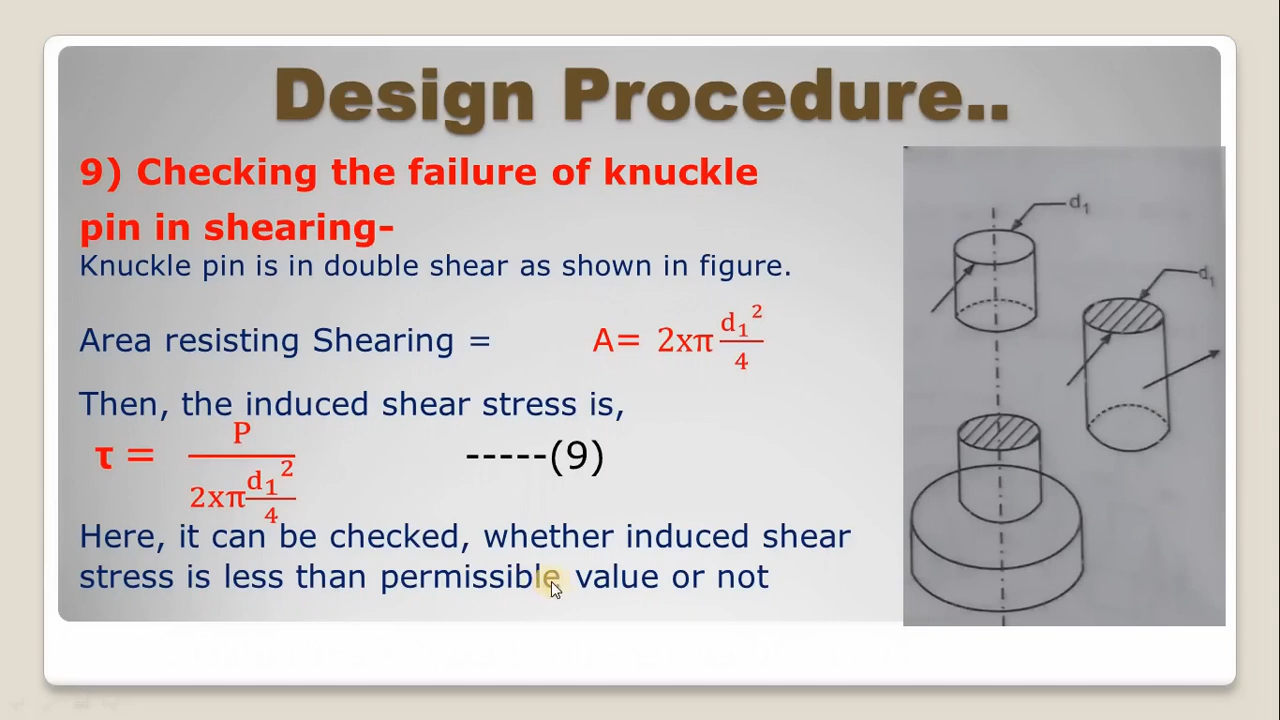 Design Procedure..
9) Checking the failure of knuckle
pin in shearing-
Knuckle pin is in double shear as shown in figure.
Area resisting Shearing = A= 2xπ d₁²/4
Then, the induced shear stress is,
τ = P / 2xπ d₁²/4 -----(9)
Here, it can be checked, whether induced shear
stress is less than permissible value or not
d₁
d₁